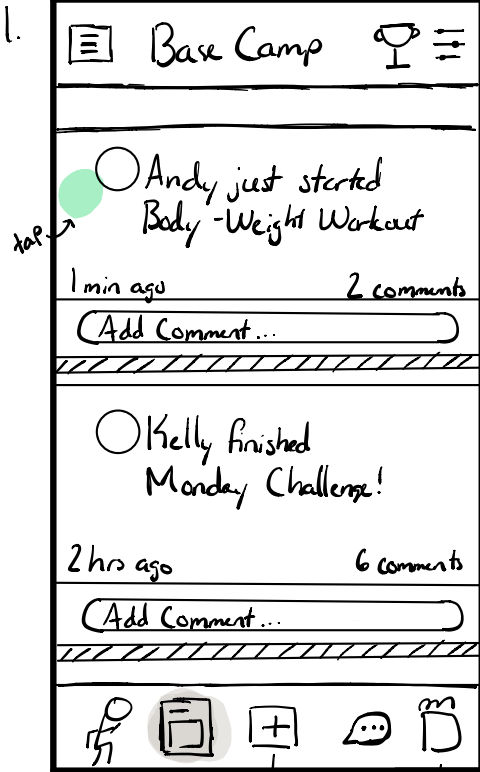 1.
Base Camp
Andy just started
Body-Weight Workout
tap
1 min ago 2 comments
Add Comment...
Kelly finished
Monday Challenge!
2 hrs ago 6 comments
Add Comment...